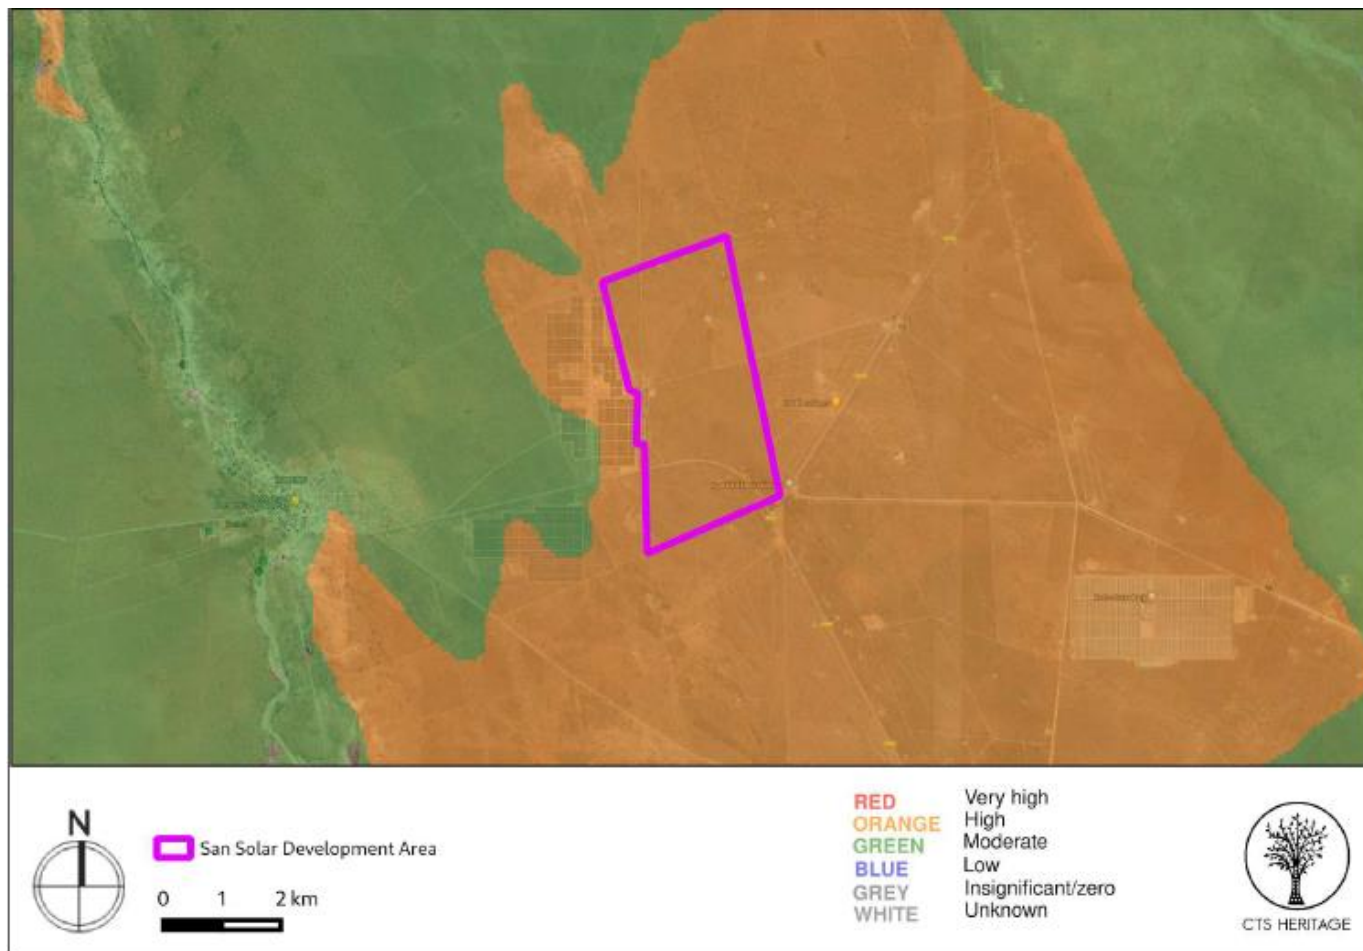 N
San Solar Development Area
0 1 2 km
RED Very high
ORANGE High
GREEN Moderate
BLUE Low
GREY Insignificant/zero
WHITE Unknown
CTS HERITAGE